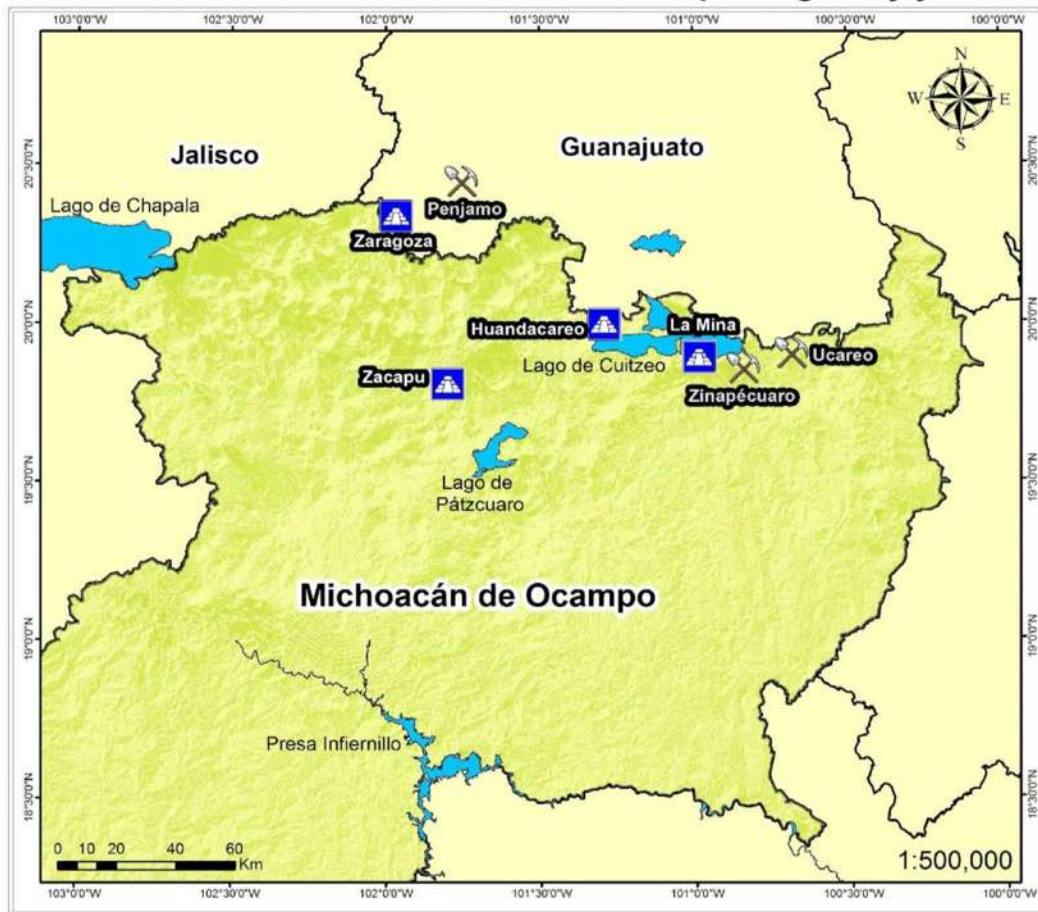 103°0'0"W 102°30'0"W 102°0'0"W 101°30'0"W 101°0'0"W 100°30'0"W 100°0'0"W
N
W E
S
Jalisco
Guanajuato
20°30'0"N 20°30'0"N
Lago de Chapala
Penjamo
Zaragoza
20°0'0"N 20°0'0"N
Huandacareo
La Mina
Lago de Cuitzeo
Ucareo
Zacapu
Zinapécuaro
19°30'0"N 19°30'0"N
Lago de
Pátzcuaro
Michoacán de Ocampo
19°0'0"N 19°0'0"N
Presa Infiernillo
18°30'0"N 18°30'0"N
0 10 20 40 60
Km
1:500,000
103°0'0"W 102°30'0"W 102°0'0"W 101°30'0"W 101°0'0"W 100°30'0"W 100°0'0"W